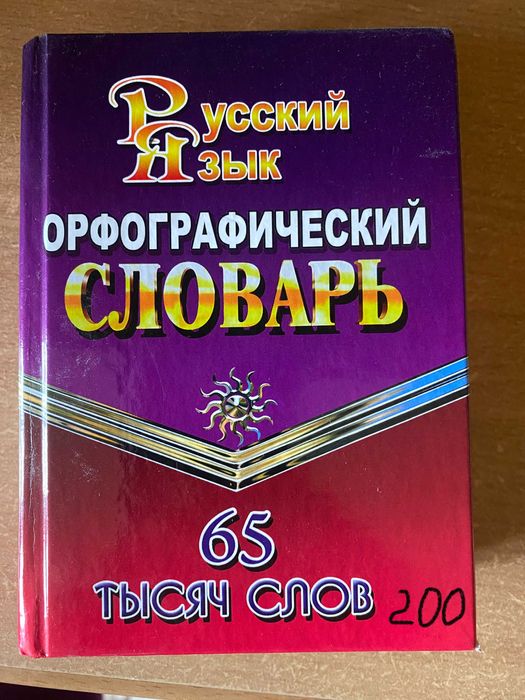 Русский
Язык
ОРФОГРАФИЧЕСКИЙ
СЛОВАРЬ
65
ТЫСЯЧ СЛОВ
200